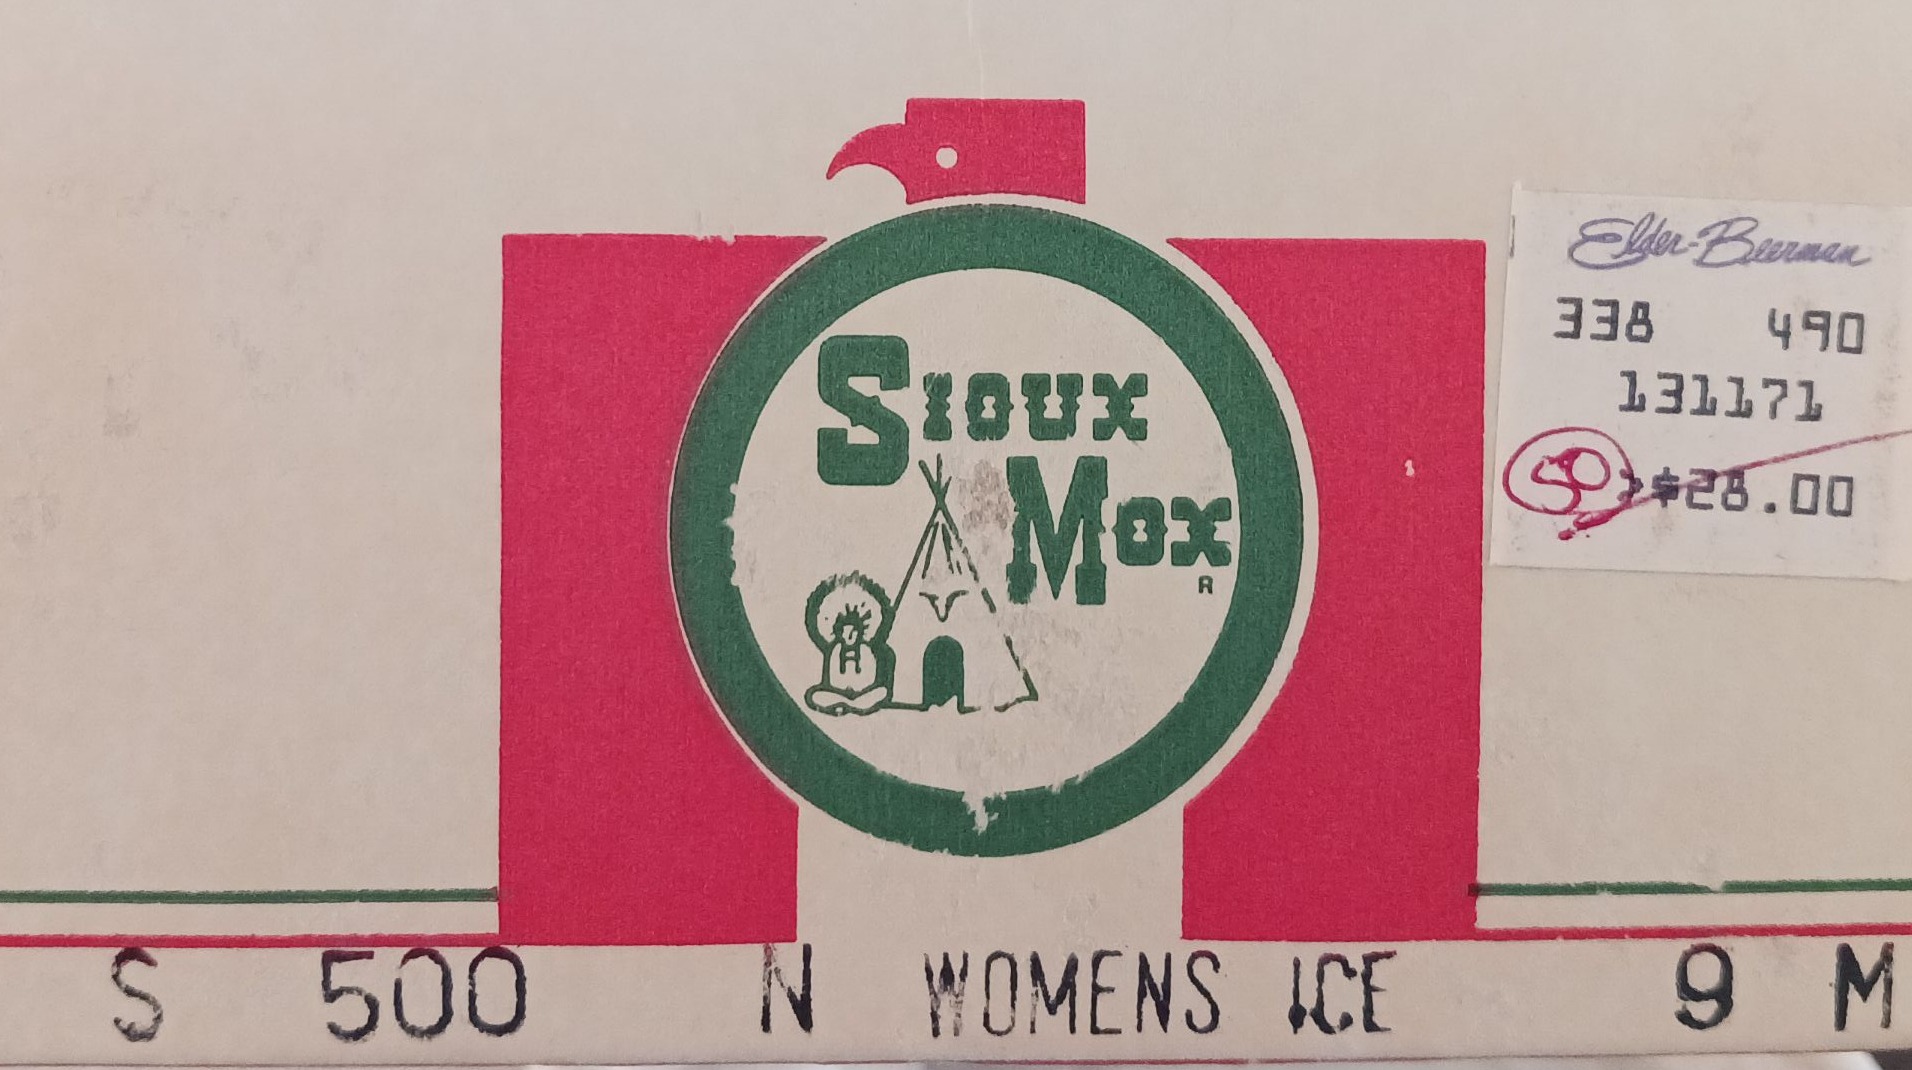 Sioux
Mox
R
Elder-Beerman
338 490
131171
50 $28.00
S 500 N WOMENS ICE 9 M